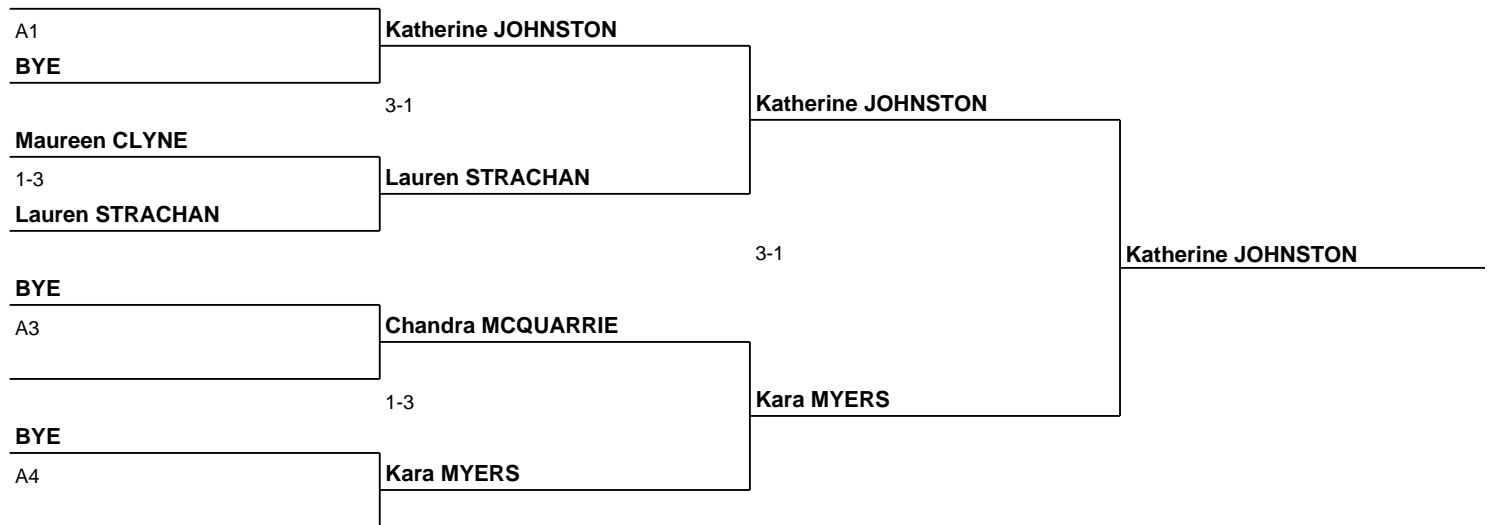 A1
BYE
Maureen CLYNE
1-3
Lauren STRACHAN
BYE
A3
BYE
A4
Katherine JOHNSTON
3-1
Lauren STRACHAN
Chandra MCQUARRIE
1-3
Kara MYERS
Katherine JOHNSTON
3-1
Kara MYERS
Katherine JOHNSTON